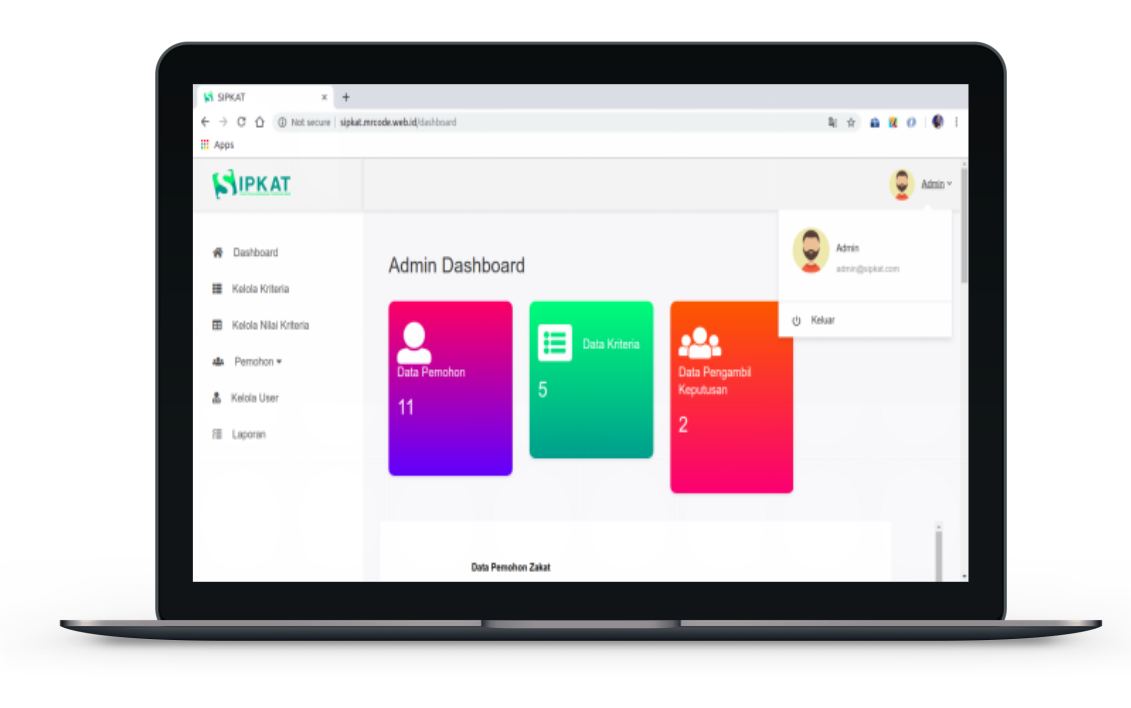 SIPKAT
Not secure | sipkat.mrcode.web.id/dashboard
Apps
SIPKAT
Admin
Dashboard
Kelola Kriteria
Kelola Nilai Kriteria
Pemohon
Kelola User
Laporan
Admin Dashboard
Admin
admin@sipkat.com
Keluar
Data Pemohon
11
Data Kriteria
5
Data Pengambil
Keputusan
2
Data Pemohon Zakat